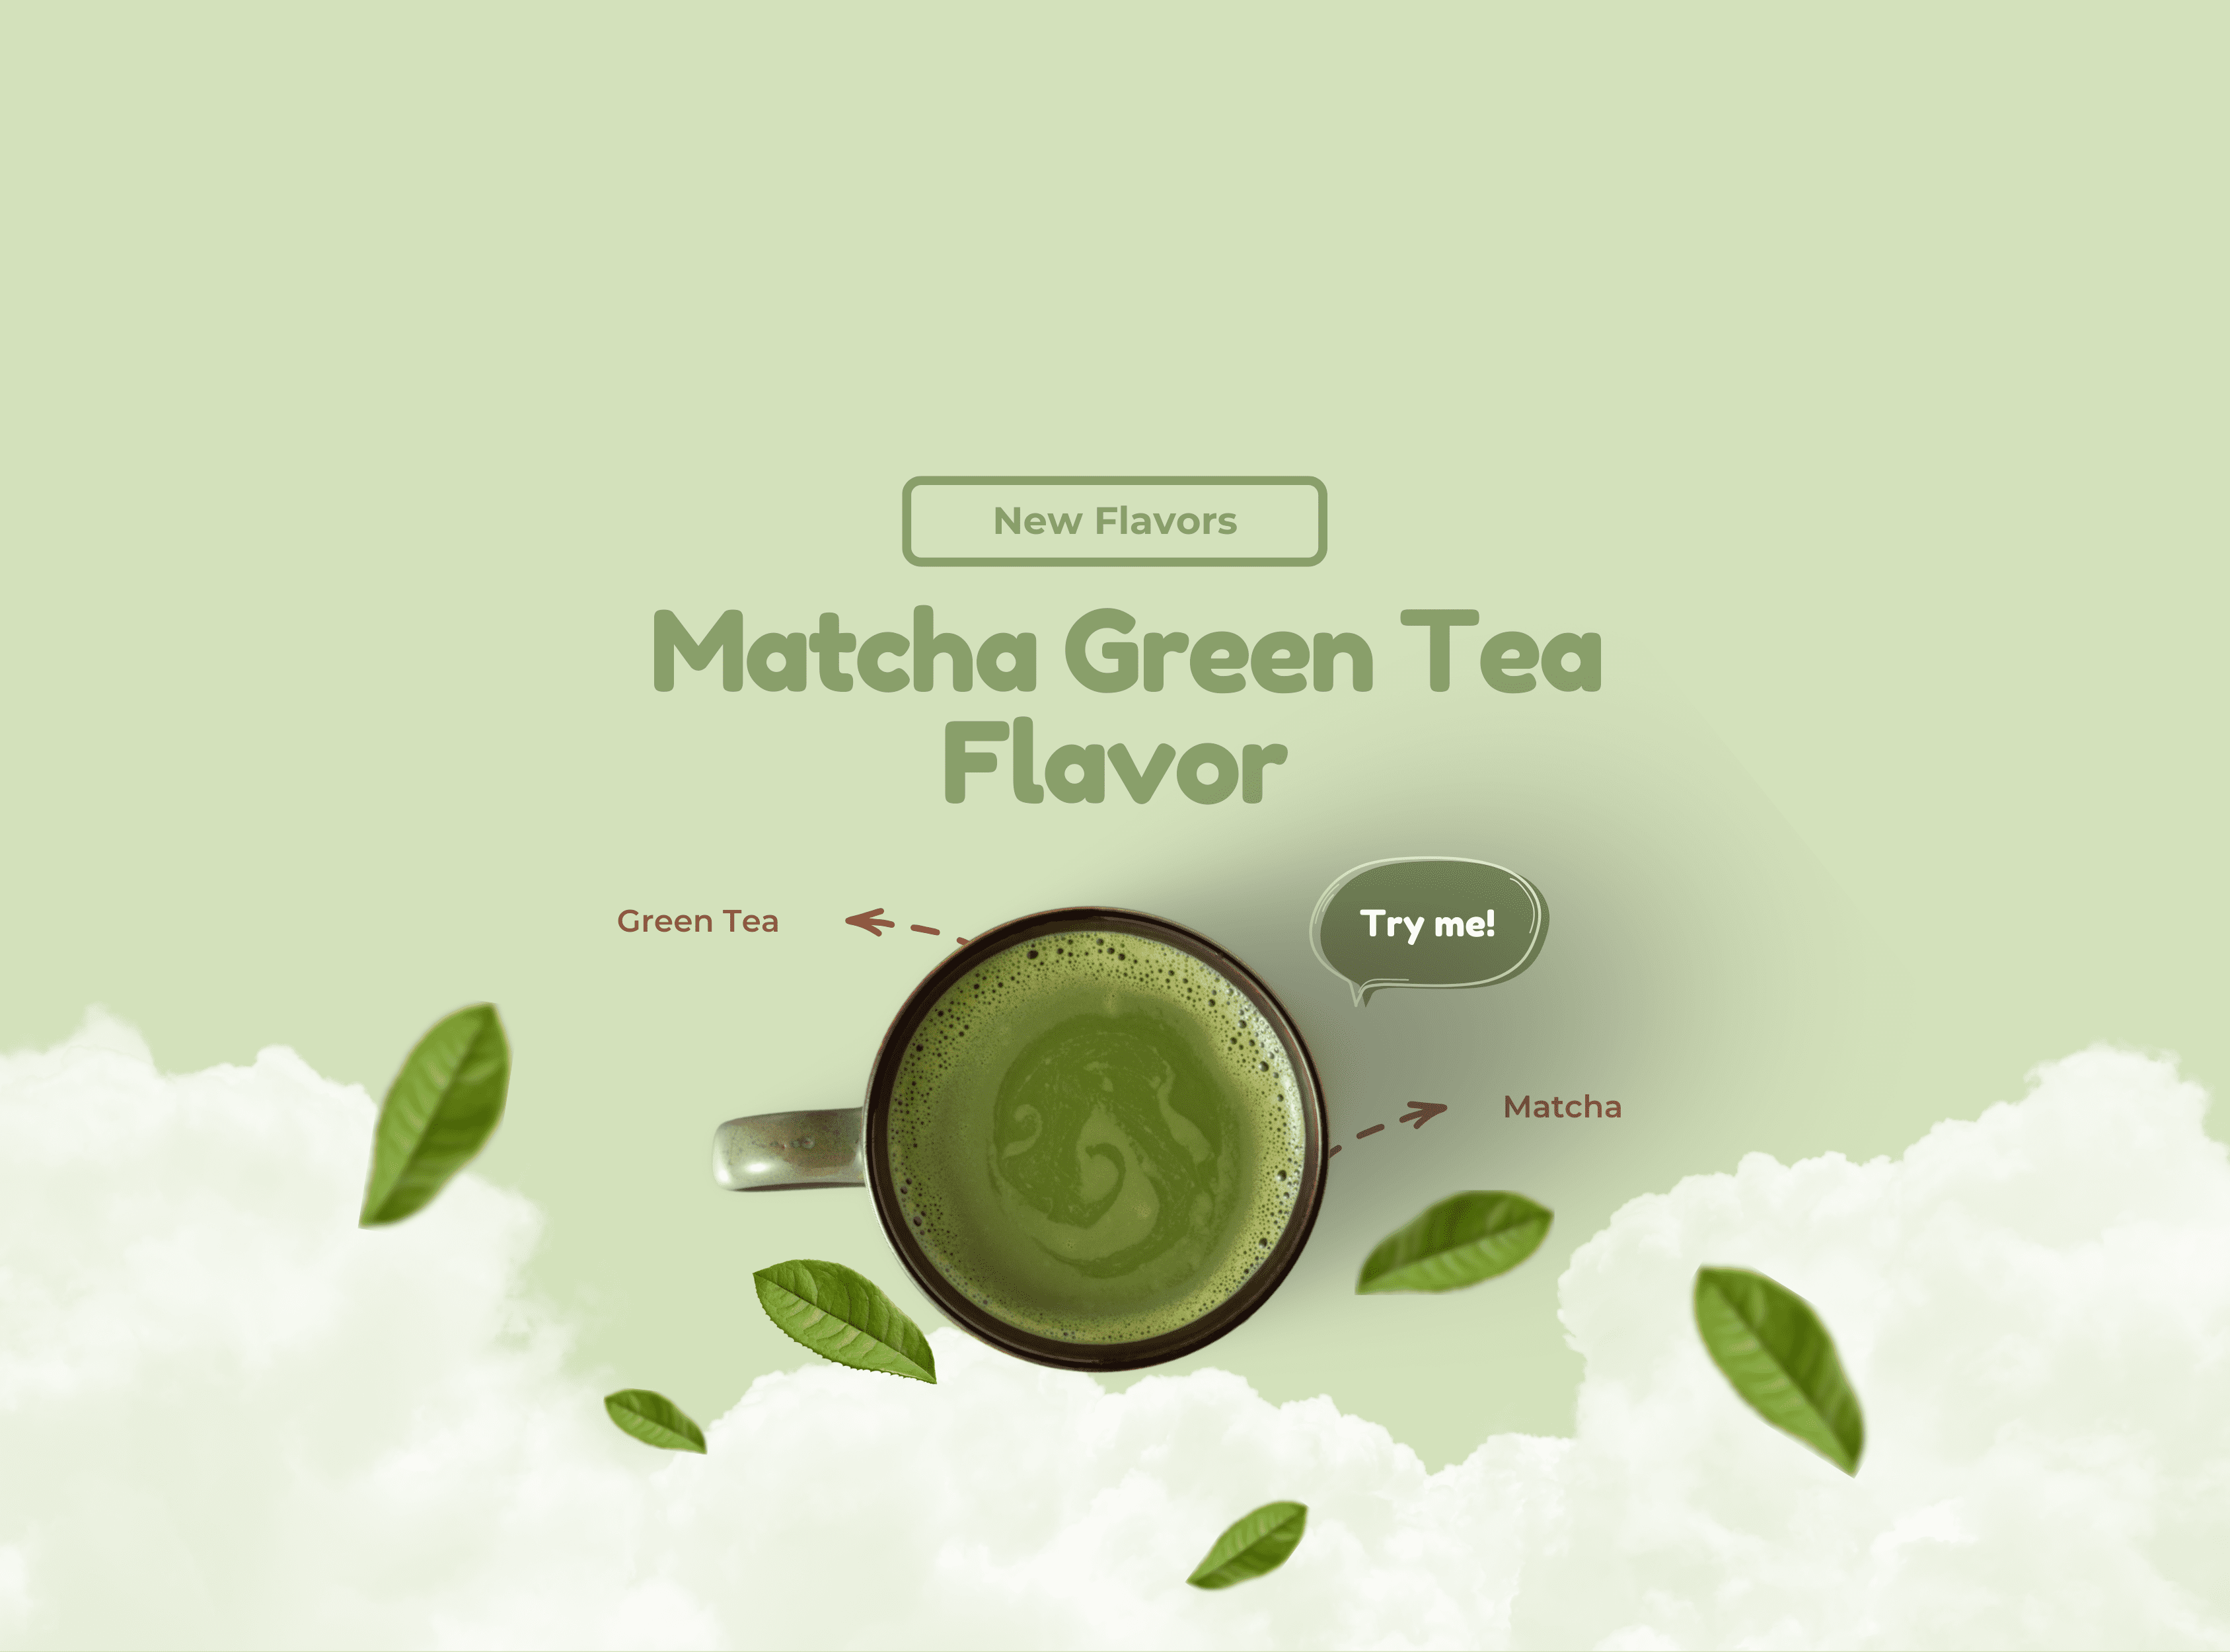 New Flavors
Matcha Green Tea
Flavor
Green Tea
Try me!
Matcha